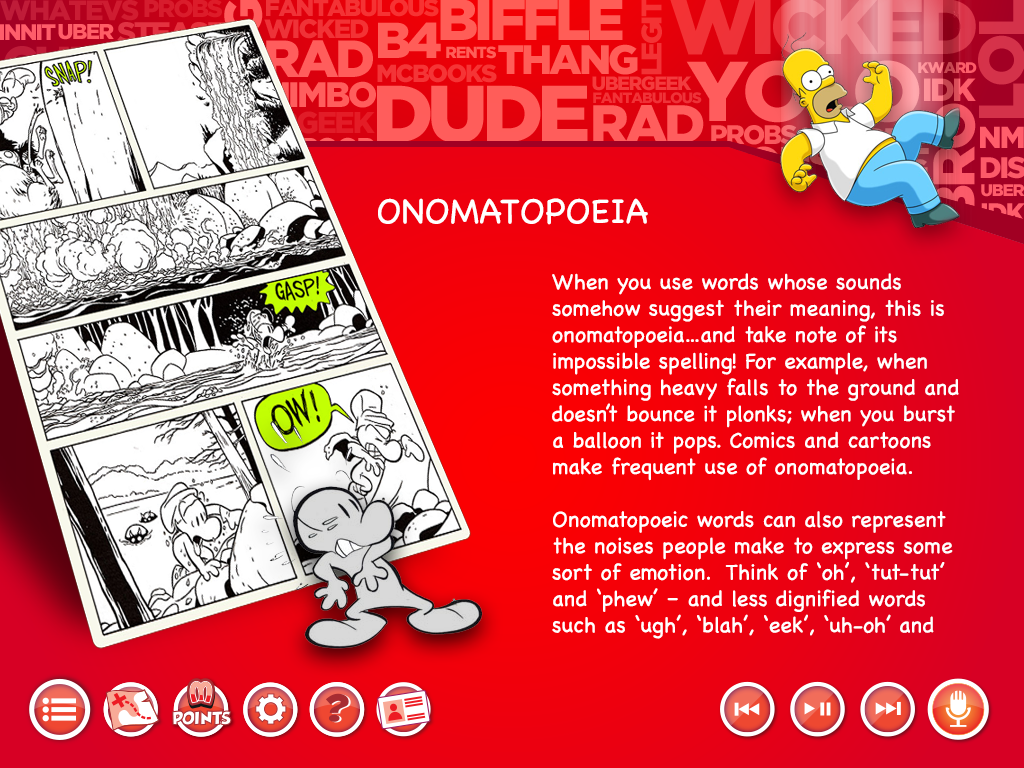 WHATEVS PROBS
FANTABULOUS
INNIT UBER
WICKED
RAD
B4
BIFFLE
RENTS
THANG
LEGIT
MCBOOKS
DUDE
UBERGEEK
FANTABULOUS
RAD
WICKED
YOLO
PROBS
KWARD
IDK
LOL
BRO
NM
DIS
UBER
IDK
NIMBO
GEEK
SNAP!
GASP!
OW!
ONOMATOPOEIA
When you use words whose sounds
somehow suggest their meaning, this is
onomatopoeia...and take note of its
impossible spelling! For example, when
something heavy falls to the ground and
doesn't bounce it plonks; when you burst
a balloon it pops. Comics and cartoons
make frequent use of onomatopoeia.
Onomatopoeic words can also represent
the noises people make to express some
sort of emotion. Think of ‘oh’, ‘tut-tut’
and ‘phew’ – and less dignified words
such as ‘ugh’, ‘blah’, ‘eek’, ‘uh-oh’ and
POINTS
?